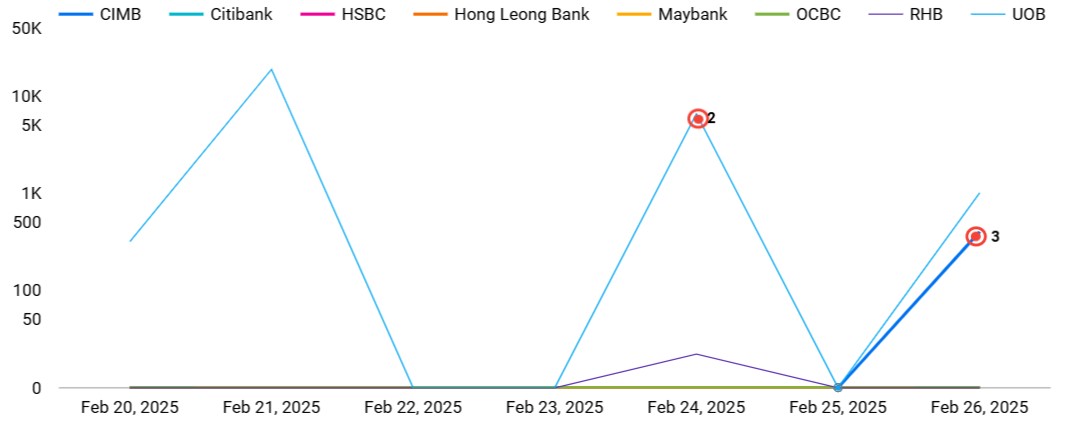 CIMB Citibank HSBC Hong Leong Bank Maybank OCBC RHB UOB
50K
10K
5K
2
1K
500
3
100
50
0
Feb 20, 2025 Feb 21, 2025 Feb 22, 2025 Feb 23, 2025 Feb 24, 2025 Feb 25, 2025 Feb 26, 2025